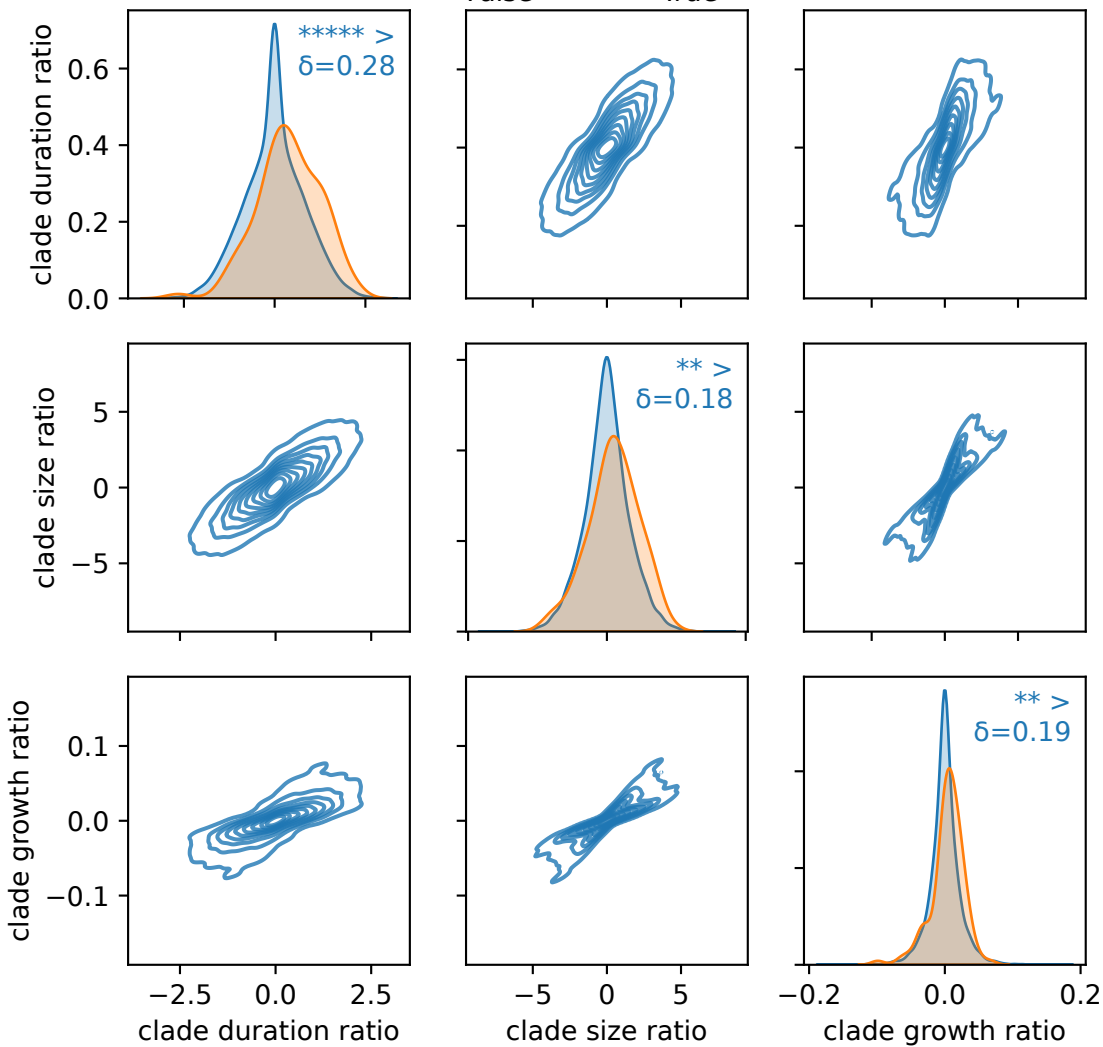 clade duration ratio
0.6
0.4
0.2
0.0
***** >
δ=0.28
clade size ratio
5
0
−5
** >
δ=0.18
clade growth ratio
0.1
0.0
−0.1
** >
δ=0.19
−2.5 0.0 2.5
−5 0 5
−0.2 0.0 0.2
clade duration ratio
clade size ratio
clade growth ratio